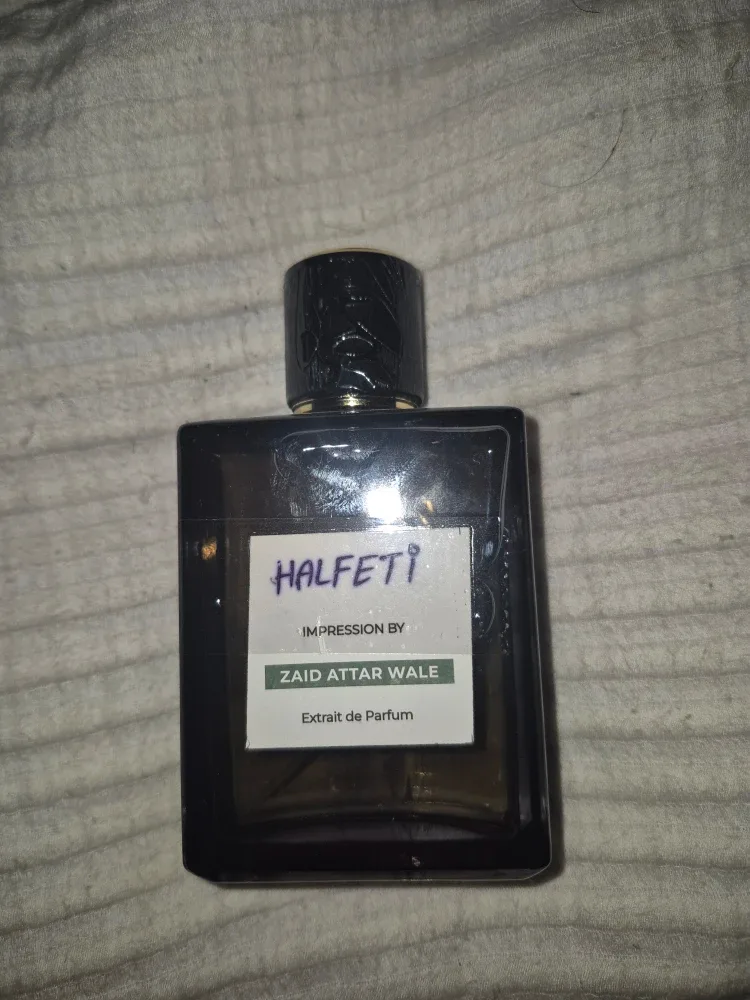 HALFETi
IMPRESSION BY
ZAID ATTAR WALE
Extrait de Parfum